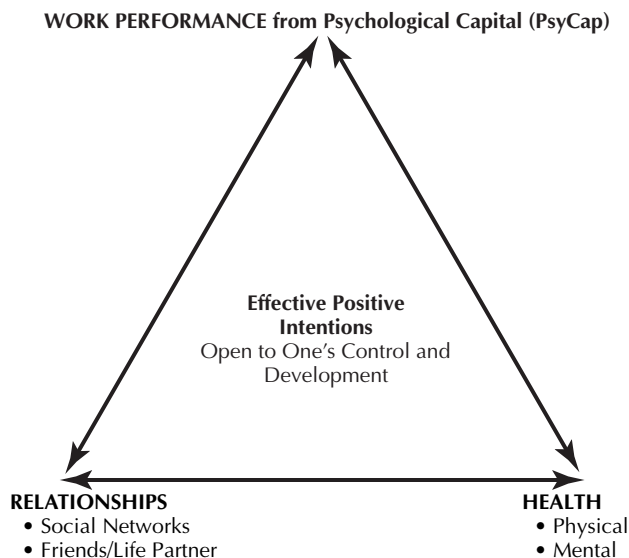 WORK PERFORMANCE from Psychological Capital (PsyCap)
Effective Positive
Intentions
Open to One's Control and
Development
RELATIONSHIPS
• Social Networks
• Friends/Life Partner
HEALTH
• Physical
• Mental